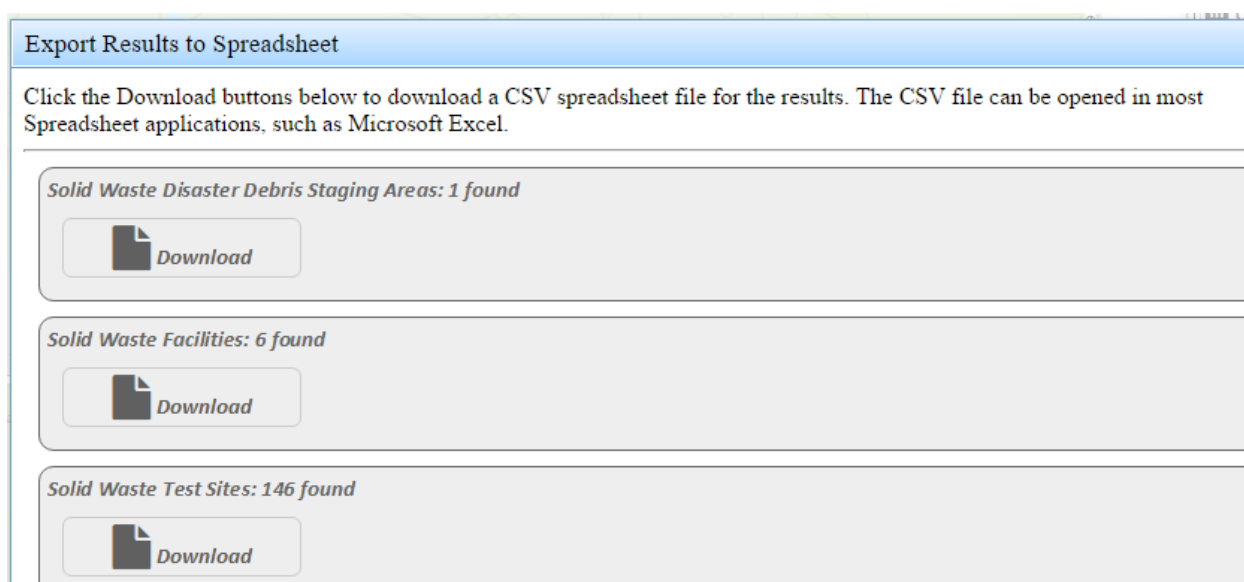 Export Results to Spreadsheet
Click the Download buttons below to download a CSV spreadsheet file for the results. The CSV file can be opened in most
Spreadsheet applications, such as Microsoft Excel.
Solid Waste Disaster Debris Staging Areas: 1 found
Download
Solid Waste Facilities: 6 found
Download
Solid Waste Test Sites: 146 found
Download